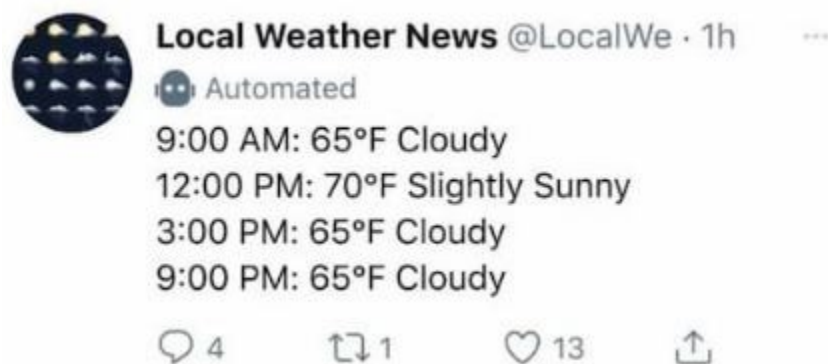 Local Weather News @LocalWe · 1h
Automated
9:00 AM: 65°F Cloudy
12:00 PM: 70°F Slightly Sunny
3:00 PM: 65°F Cloudy
9:00 PM: 65°F Cloudy
4 1 13